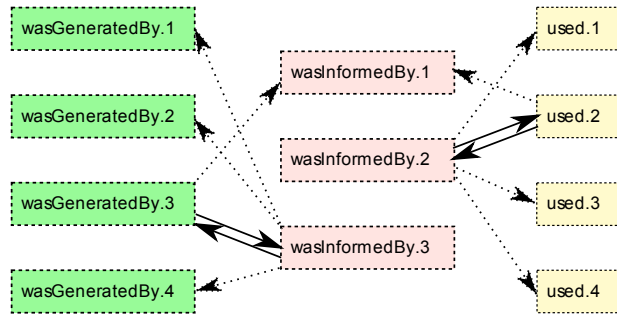 wasGeneratedBy.1
wasGeneratedBy.2
wasGeneratedBy.3
wasGeneratedBy.4
wasInformedBy.1
wasInformedBy.2
wasInformedBy.3
used.1
used.2
used.3
used.4